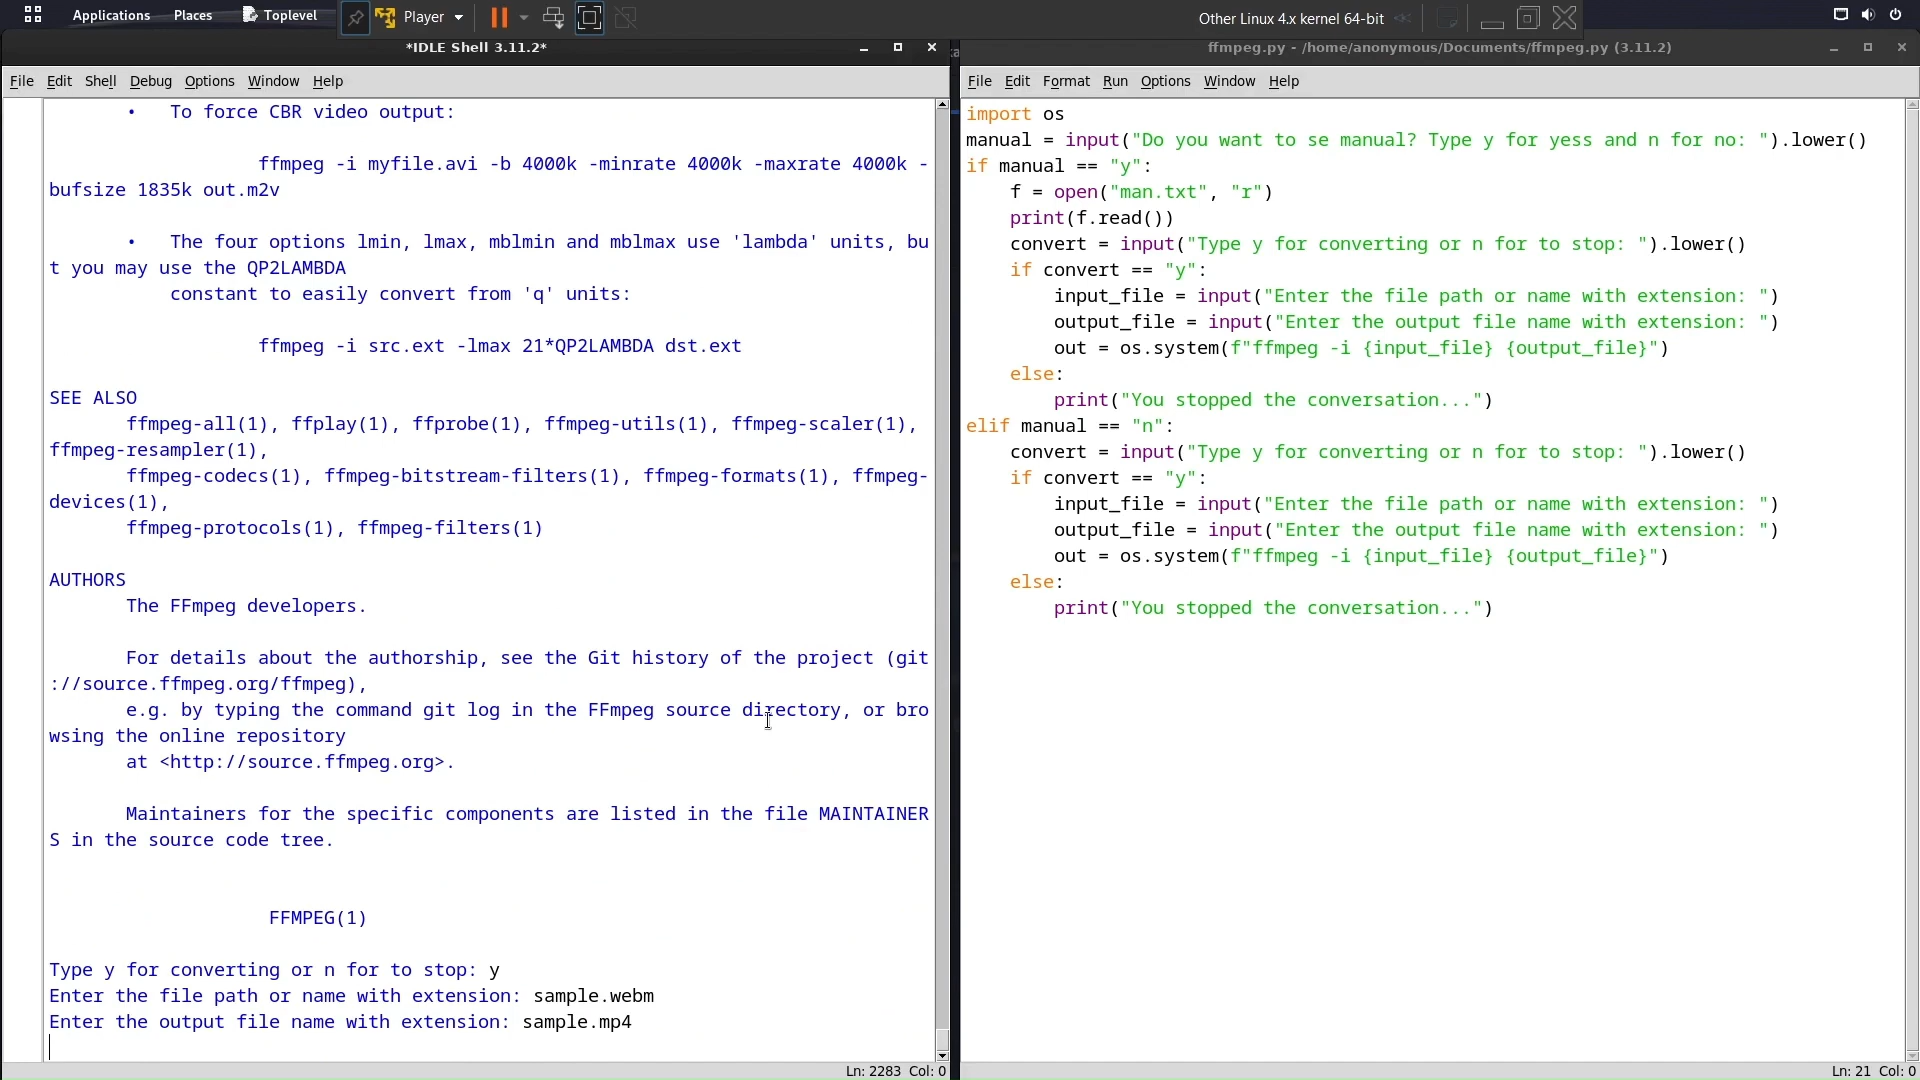 Applications Places Toplevel Player Other Linux 4.x kernel 64-bit
*IDLE Shell 3.11.2*
File Edit Shell Debug Options Window Help
• To force CBR video output:
ffmpeg -i myfile.avi -b 4000k -minrate 4000k -maxrate 4000k -
bufsize 1835k out.m2v
• The four options lmin, lmax, mblmin and mblmax use 'lambda' units, bu
t you may use the QP2LAMBDA
constant to easily convert from 'q' units:
ffmpeg -i src.ext -lmax 21*QP2LAMBDA dst.ext
SEE ALSO
ffmpeg-all(1), ffplay(1), ffprobe(1), ffmpeg-utils(1), ffmpeg-scaler(1),
ffmpeg-resampler(1),
ffmpeg-codecs(1), ffmpeg-bitstream-filters(1), ffmpeg-formats(1), ffmpeg-
devices(1),
ffmpeg-protocols(1), ffmpeg-filters(1)
AUTHORS
The FFmpeg developers.
For details about the authorship, see the Git history of the project (git
://source.ffmpeg.org/ffmpeg),
e.g. by typing the command git log in the FFmpeg source directory, or bro
wsing the online repository
at <http://source.ffmpeg.org>.
Maintainers for the specific components are listed in the file MAINTAINER
S in the source code tree.
FFMPEG(1)
Type y for converting or n for to stop: y
Enter the file path or name with extension: sample.webm
Enter the output file name with extension: sample.mp4
Ln: 2283 Col: 0
ffmpeg.py - /home/anonymous/Documents/ffmpeg.py (3.11.2)
File Edit Format Run Options Window Help
import os
manual = input("Do you want to se manual? Type y for yess and n for no: ").lower()
if manual == "y":
    f = open("man.txt", "r")
    print(f.read())
    convert = input("Type y for converting or n for to stop: ").lower()
    if convert == "y":
        input_file = input("Enter the file path or name with extension: ")
        output_file = input("Enter the output file name with extension: ")
        out = os.system(f"ffmpeg -i {input_file} {output_file}")
    else:
        print("You stopped the conversation...")
elif manual == "n":
    convert = input("Type y for converting or n for to stop: ").lower()
    if convert == "y":
        input_file = input("Enter the file path or name with extension: ")
        output_file = input("Enter the output file name with extension: ")
        out = os.system(f"ffmpeg -i {input_file} {output_file}")
    else:
        print("You stopped the conversation...")
Ln: 21 Col: 0